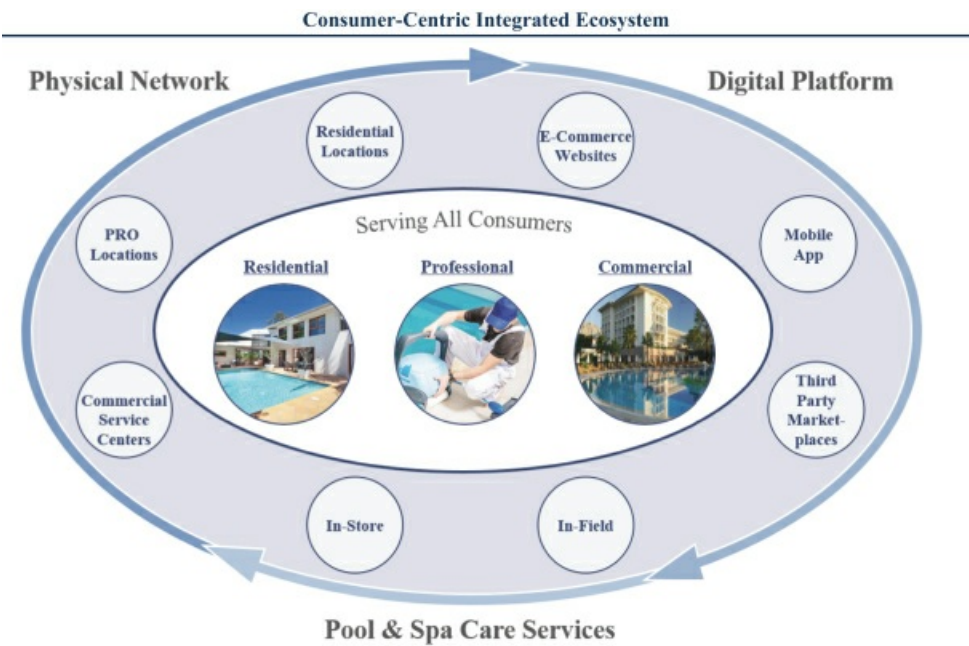 Consumer-Centric Integrated Ecosystem
Physical Network
Digital Platform
Residential
Locations
E-Commerce
Websites
PRO
Locations
Mobile
App
Serving All Consumers
Residential
Professional
Commercial
Commercial
Service
Centers
Third
Party
Market-
places
In-Store
In-Field
Pool & Spa Care Services